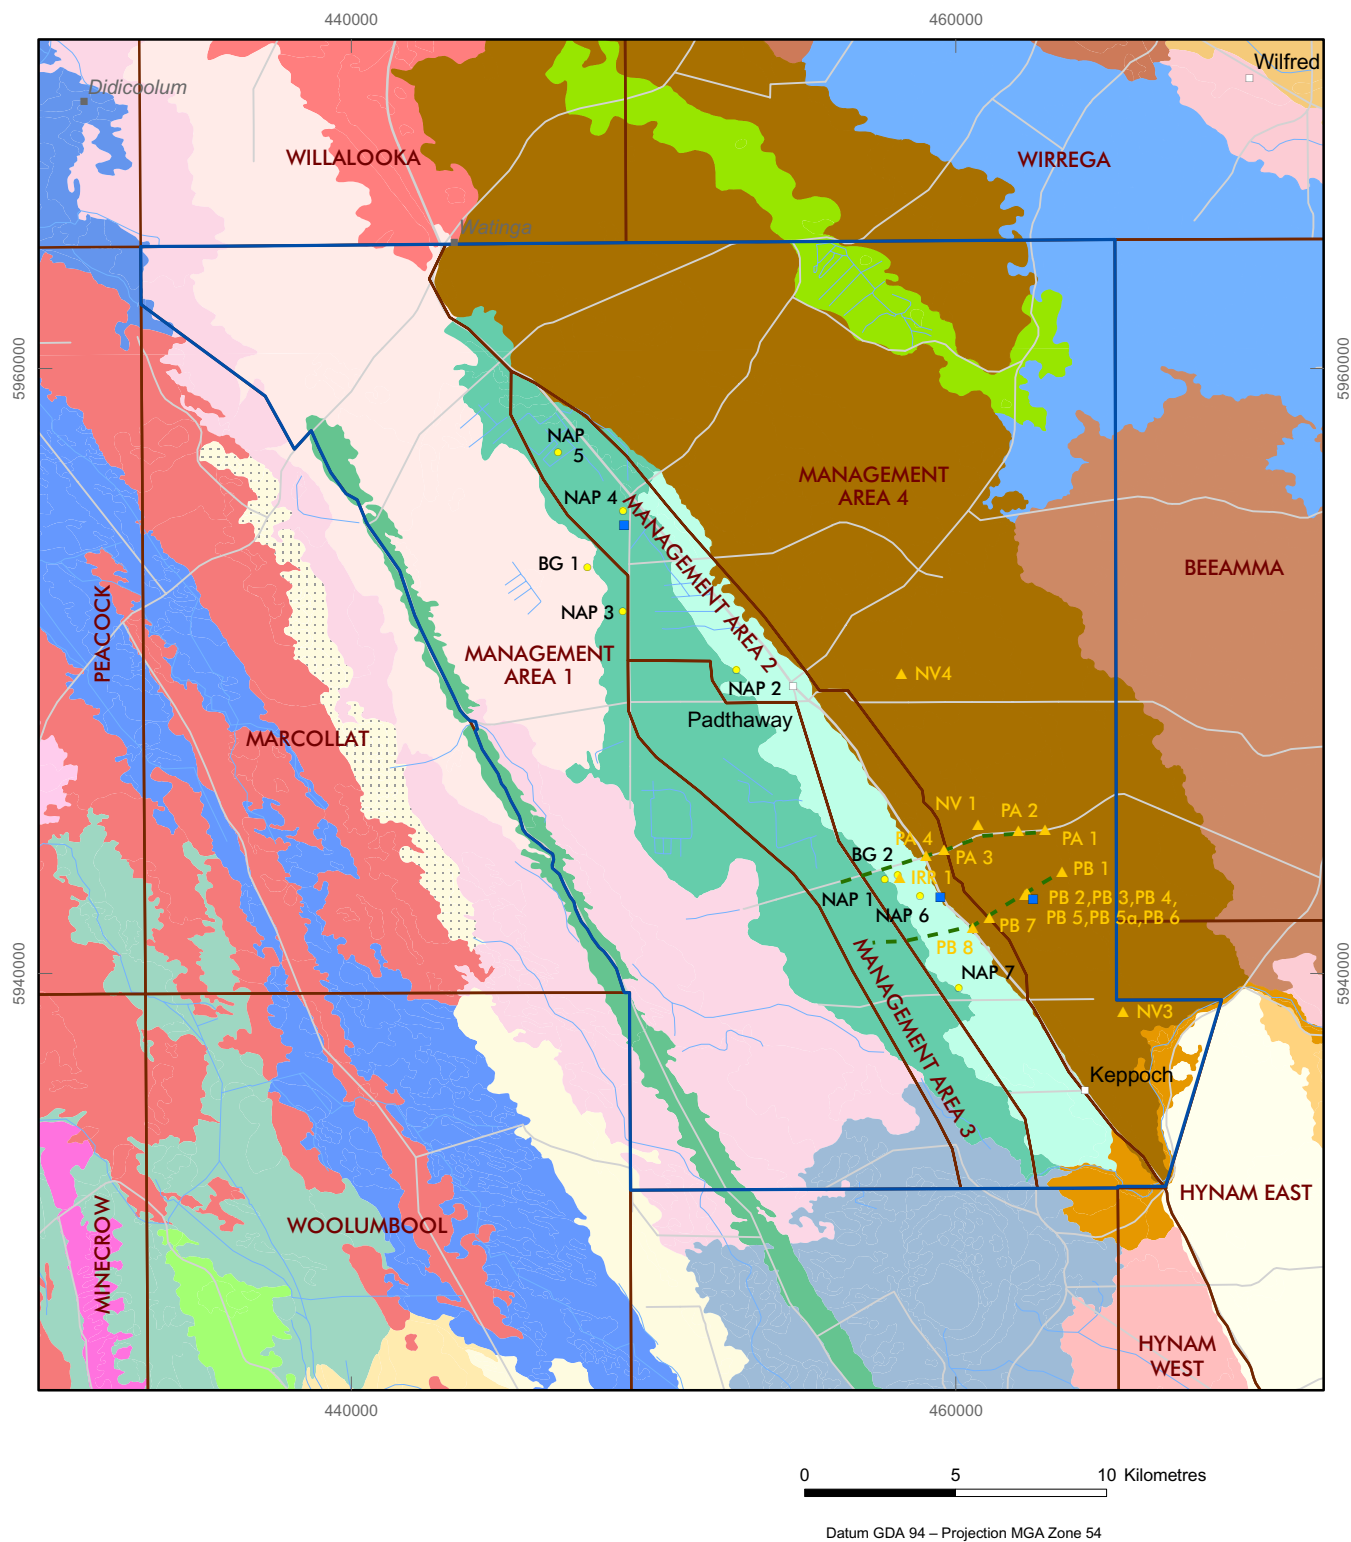 440000
460000
Wilfred
Didicoolum
WILLALOOKA
WIRREGA
Watinga
5960000
5960000
NAP
5
MANAGEMENT
AREA 4
NAP 4
MANAGEMENT AREA 2
BG 1
BEEAMMA
PEACOCK
NAP 3
MANAGEMENT
AREA 1
NV4
NAP 2
Padthaway
MARCOLLAT
NV 1
PA 2
PA 4
PA 1
BG 2
PA 3
PB 1
IRR 1
NAP 1
PB 2,PB 3,PB 4,
NAP 6
PB 5,PB 5a,PB 6
PB 7
PB 8
5940000
5940000
NAP 7
NV3
MANAGEMENT AREA 3
Keppoch
HYNAM EAST
MINECROW
WOOLUMBOOL
HYNAM
WEST
440000
460000
0
5
10 Kilometres
Datum GDA 94 – Projection MGA Zone 54